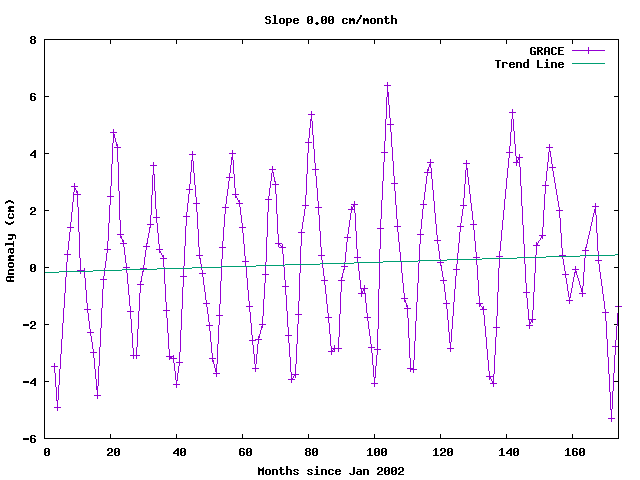 Slope 0.00 cm/month
GRACE
Trend Line
8
6
4
2
0
-2
-4
-6
Anomaly (cm)
0 20 40 60 80 100 120 140 160
Months since Jan 2002